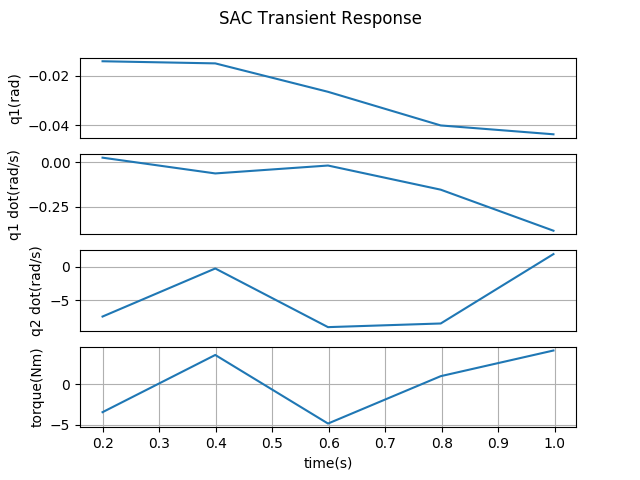 SAC Transient Response
q1(rad)
−0.02
−0.04
q1 dot(rad/s)
0.00
−0.25
q2 dot(rad/s)
0
−5
torque(Nm)
0
−5
0.2 0.3 0.4 0.5 0.6 0.7 0.8 0.9 1.0
time(s)